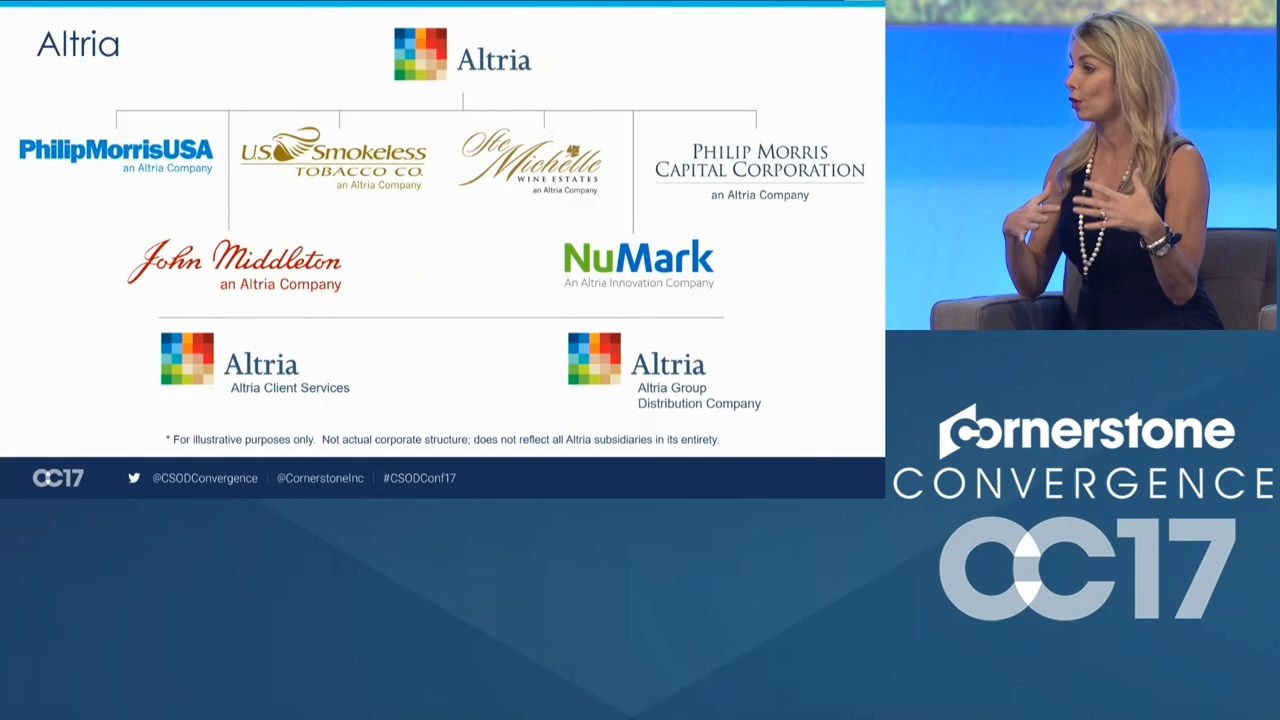 Altria
Altria
PhilipMorrisUSA
an Altria Company
U.S. Smokeless
TOBACCO CO.
an Altria Company
Ste
Michelle
WINE ESTATES
an Altria Company
PHILIP MORRIS
CAPITAL CORPORATION
an Altria Company
John Middleton
an Altria Company
NuMark
An Altria Innovation Company
Altria
Altria Client Services
Altria
Altria Group
Distribution Company
* For illustrative purposes only. Not actual corporate structure; does not reflect all Altria subsidiaries in its entirety.
OC17
@CSODConvergence | @CornerstoneInc | #CSODConf17
Cornerstone
CONVERGENCE
OC17